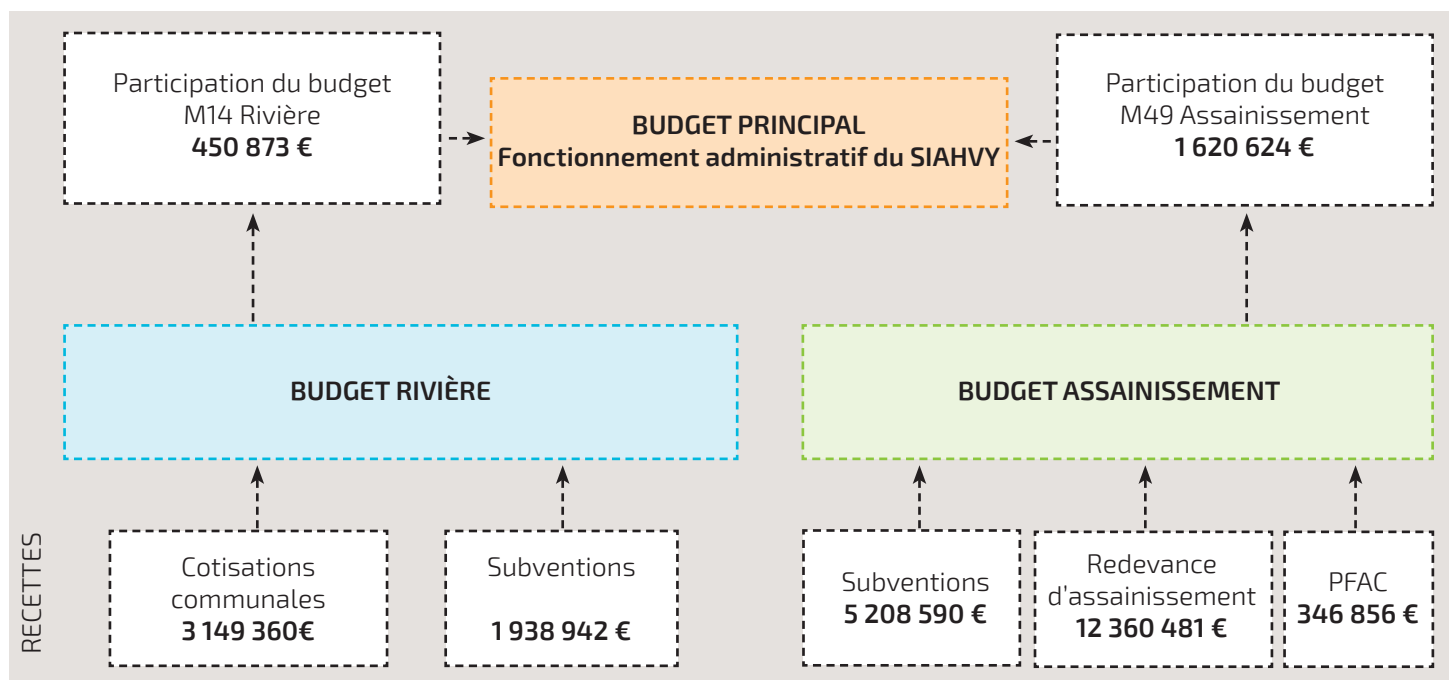 Participation du budget
M14 Rivière
450 873 €
BUDGET PRINCIPAL
Fonctionnement administratif du SIAHVY
Participation du budget
M49 Assainissement
1 620 624 €
BUDGET RIVIÈRE
BUDGET ASSAINISSEMENT
RECETTES
Cotisations
communales
3 149 360€
Subventions
1 938 942 €
Subventions
5 208 590 €
Redevance
d'assainissement
12 360 481 €
PFAC
346 856 €